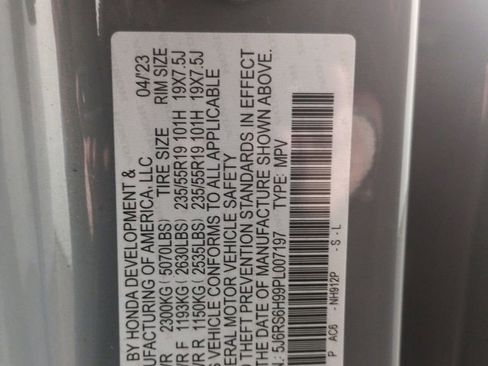 BY HONDA DEVELOPMENT & 04/23
OF AMERICA, LLC TIRE SIZE RIM SIZE
2300KG (5070LBS)
F 1193KG (2630LBS) 235/55R19 101H 19X7.5J
R 1150KG (2535LBS) 235/55R19 101H 19X7.5J
VEHICLE CONFORMS TO ALL APPLICABLE
MOTOR VEHICLE SAFETY
THEFT PREVENTION STANDARDS IN EFFECT
DATE OF MANUFACTURE SHOWN ABOVE.
5J6RS6H99PL007197 TYPE: MPV
P AC6 -NH912P -S-L